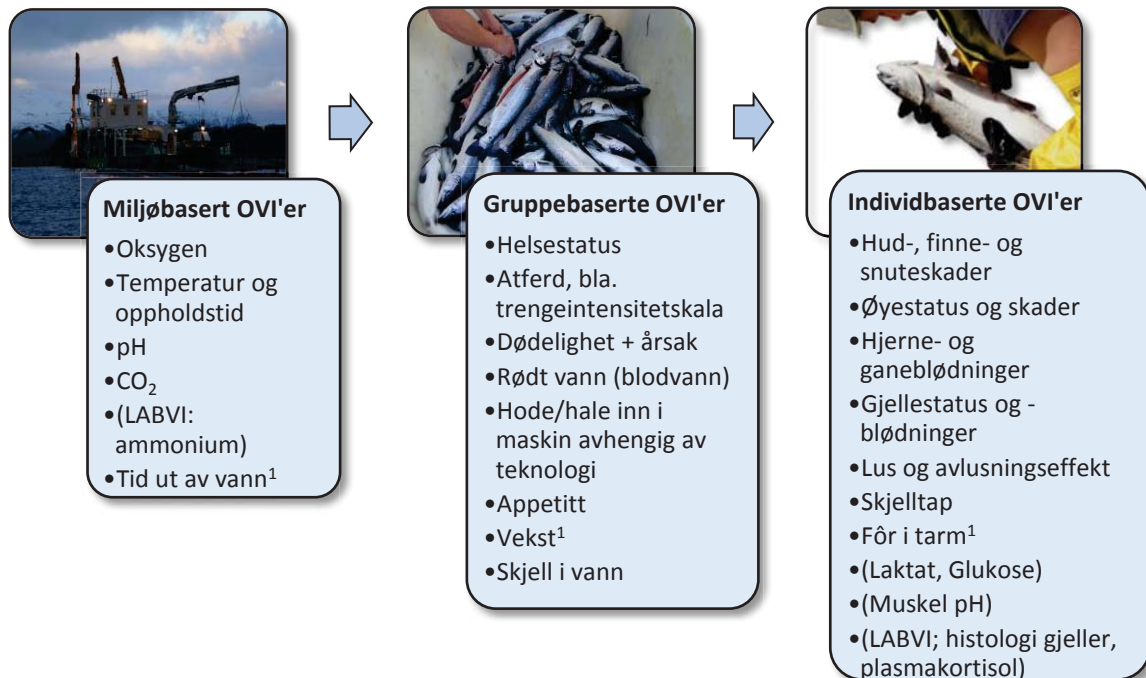 Miljøbasert OVI'er
•Oksygen
•Temperatur og
oppholdstid
•pH
•CO₂
•(LABVI:
ammonium)
•Tid ut av vann¹
Gruppebaserte OVI'er
•Helsestatus
•Atferd, bla.
trengeintensitetskala
•Dødelighet + årsak
•Rødt vann (blodvann)
•Hode/hale inn i
maskin avhengig av
teknologi
•Appetitt
•Vekst¹
•Skjell i vann
Individbaserte OVI'er
•Hud-, finne- og
snuteskader
•Øyestatus og skader
•Hjerne- og
ganeblødninger
•Gjellestatus og -
blødninger
•Lus og avlusningseffekt
•Skjelltap
•Fôr i tarm¹
•(Laktat, Glukose)
•(Muskel pH)
•(LABVI; histologi gjeller,
plasmakortisol)